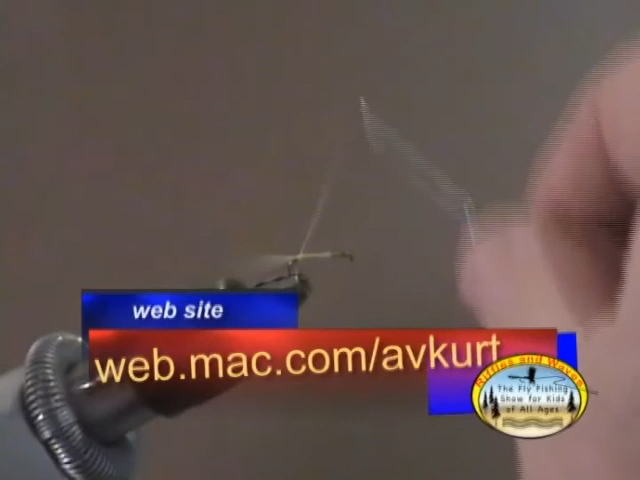 web site
web.mac.com/avkurt
Riffles and Waves
The Fly Fishing
Show for Kids
of All Ages